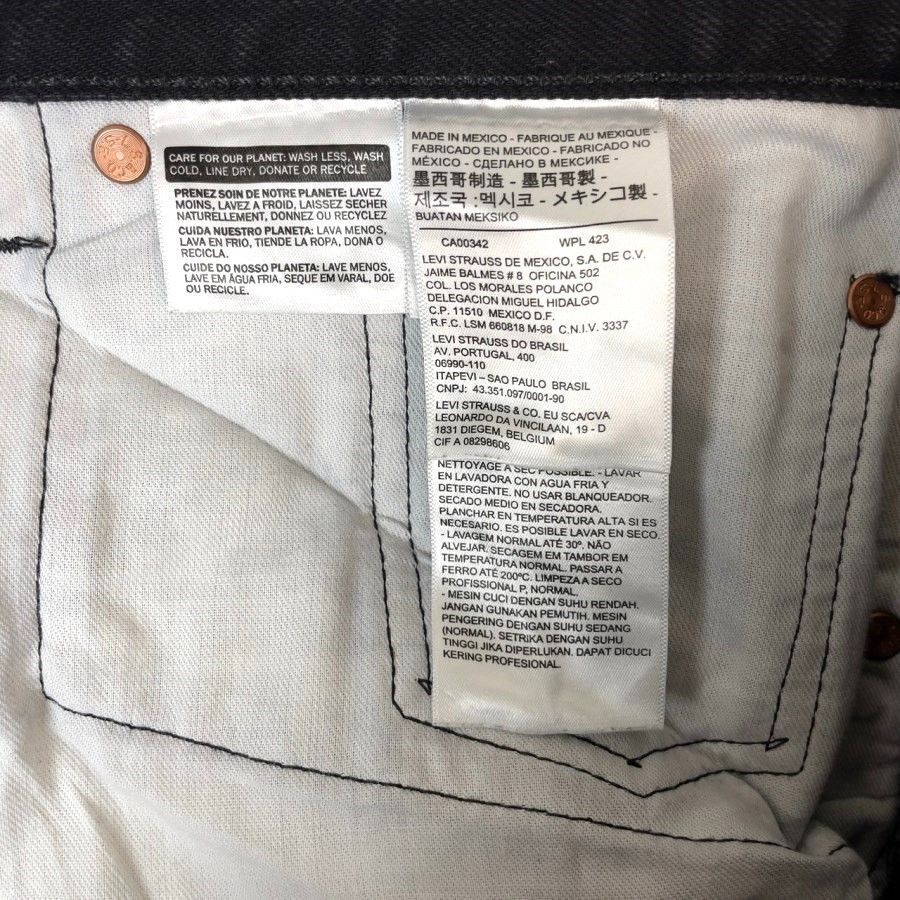 CARE FOR OUR PLANET: WASH LESS, WASH
COLD, LINE DRY, DONATE OR RECYCLE
PRENEZ SOIN DE NOTRE PLANETE: LAVEZ
MOINS, LAVEZ A FROID, LAISSEZ SECHER
NATURELLEMENT, DONNEZ OU RECYCLEZ
CUIDA NUESTRO PLANETA: LAVA MENOS,
LAVA EN FRIO, TIENDE LA ROPA, DONA O
RECICLA.
CUIDE DO NOSSO PLANETA: LAVE MENOS,
LAVE EM ÁGUA FRIA, SEQUE EM VARAL, DOE
OU RECICLE.
MADE IN MEXICO - FABRIQUE AU MEXIQUE -
FABRICADO EN MEXICO - FABRICADO NO
MÉXICO - СДЕЛАНО В МЕКСИКЕ -
墨西哥制造 - 墨西哥製 -
제조국 :멕시코 - メキシコ製 -
BUATAN MEKSIKO
CA00342 WPL 423
LEVI STRAUSS DE MEXICO, S.A. DE C.V.
JAIME BALMES # 8 OFICINA 502
COL. LOS MORALES POLANCO
DELEGACION MIGUEL HIDALGO
C.P. 11510 MEXICO D.F.
R.F.C. LSM 660818 M-98 C.N.I.V. 3337
LEVI STRAUSS DO BRASIL
AV. PORTUGAL, 400
06990-110
ITAPEVI – SAO PAULO BRASIL
CNPJ: 43.351.097/0001-90
LEVI STRAUSS & CO. EU SCA/CVA
LEONARDO DA VINCILAAN, 19 - D
1831 DIEGEM, BELGIUM
CIF A 08298606
NETTOYAGE A SEC POSSIBLE. - LAVAR
EN LAVADORA CON AGUA FRIA Y
DETERGENTE. NO USAR BLANQUEADOR.
SECADO MEDIO EN SECADORA.
PLANCHAR EN TEMPERATURA ALTA SI ES
NECESARIO. ES POSIBLE LAVAR EN SECO.
- LAVAGEM NORMAL ATÉ 30º. NÃO
ALVEJAR. SECAGEM EM TAMBOR EM
TEMPERATURA NORMAL. PASSAR A
FERRO ATÉ 200ºC. LIMPEZA A SECO
PROFISSIONAL P, NORMAL.
- MESIN CUCI DENGAN SUHU RENDAH.
JANGAN GUNAKAN PEMUTIH. MESIN
PENGERING DENGAN SUHU SEDANG
(NORMAL). SETRIKA DENGAN SUHU
TINGGI JIKA DIPERLUKAN. DAPAT DICUCI
KERING PROFESIONAL.